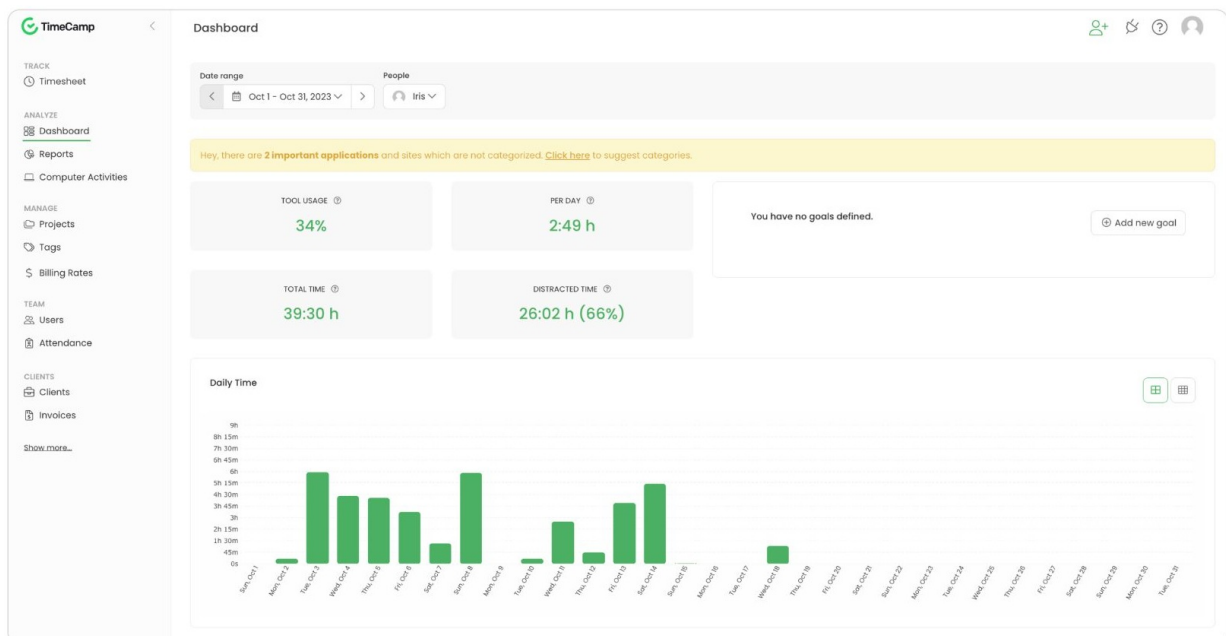 TimeCamp
Dashboard
TRACK
Timesheet
ANALYZE
Dashboard
Reports
Computer Activities
MANAGE
Projects
Tags
$ Billing Rates
TEAM
Users
Attendance
CLIENTS
Clients
Invoices
Show more...
Date range
People
Oct 1 - Oct 31, 2023
Iris
Hey, there are 2 important applications and sites which are not categorized. Click here to suggest categories.
TOOL USAGE
34%
PER DAY
2:49 h
You have no goals defined.
Add new goal
TOTAL TIME
39:30 h
DISTRACTED TIME
26:02 h (66%)
Daily Time
9h
8h 15m
7h 30m
6h 45m
6h
5h 15m
4h 30m
3h 45m
3h
2h 15m
1h 30m
45m
0s
Sun, Oct 1
Mon, Oct 2
Tue, Oct 3
Wed, Oct 4
Thu, Oct 5
Fri, Oct 6
Sat, Oct 7
Sun, Oct 8
Mon, Oct 9
Tue, Oct 10
Wed, Oct 11
Thu, Oct 12
Fri, Oct 13
Sat, Oct 14
Sun, Oct 15
Mon, Oct 16
Tue, Oct 17
Wed, Oct 18
Thu, Oct 19
Fri, Oct 20
Sat, Oct 21
Sun, Oct 22
Mon, Oct 23
Tue, Oct 24
Wed, Oct 25
Thu, Oct 26
Fri, Oct 27
Sat, Oct 28
Sun, Oct 29
Mon, Oct 30
Tue, Oct 31